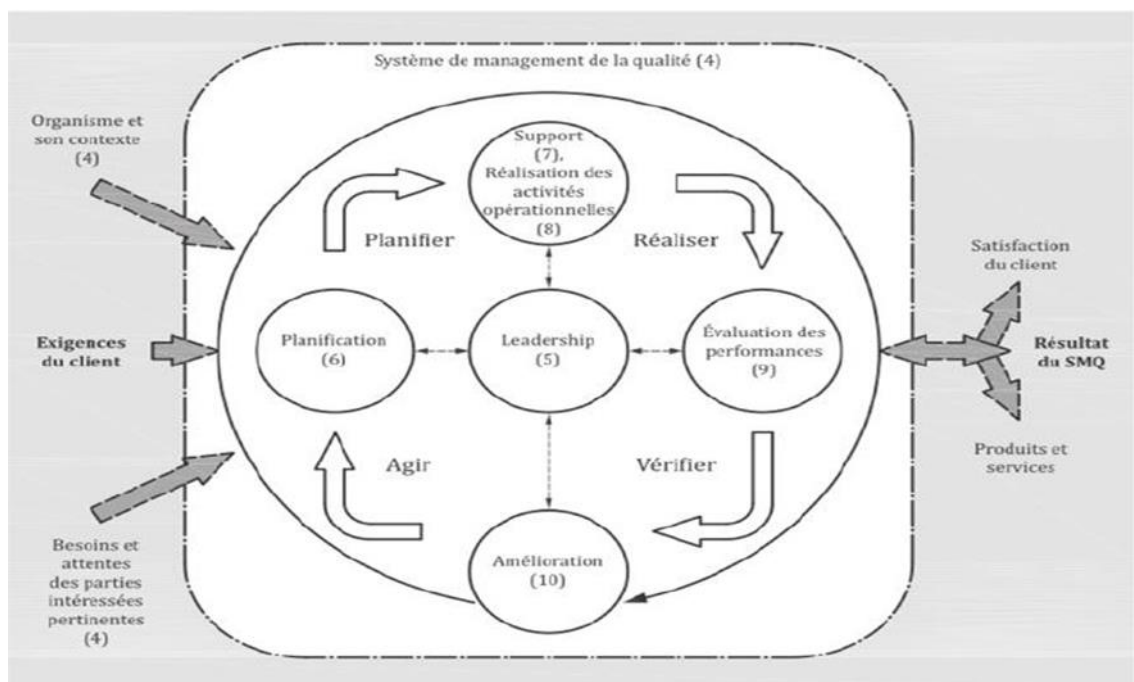 Système de management de la qualité (4)
Organisme et
son contexte
(4)
Support
(7),
Réalisation des
activités
opérationnelles
(8)
Planifier
Réaliser
Satisfaction
du client
Exigences
du client
Planification
(6)
Leadership
(5)
Évaluation des
performances
(9)
Résultat
du SMQ
Agir
Vérifier
Produits et
services
Besoins et
attentes
des parties
intéressées
pertinentes
(4)
Amélioration
(10)